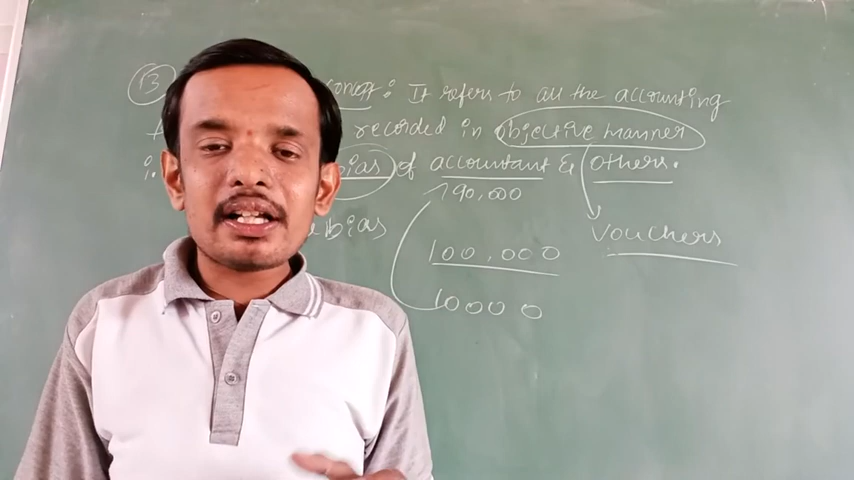 13 concept: It refers to all the accounting
recorded in objective manner
bias of accountant & others.
90,000
bias
Vouchers
100,000
10000